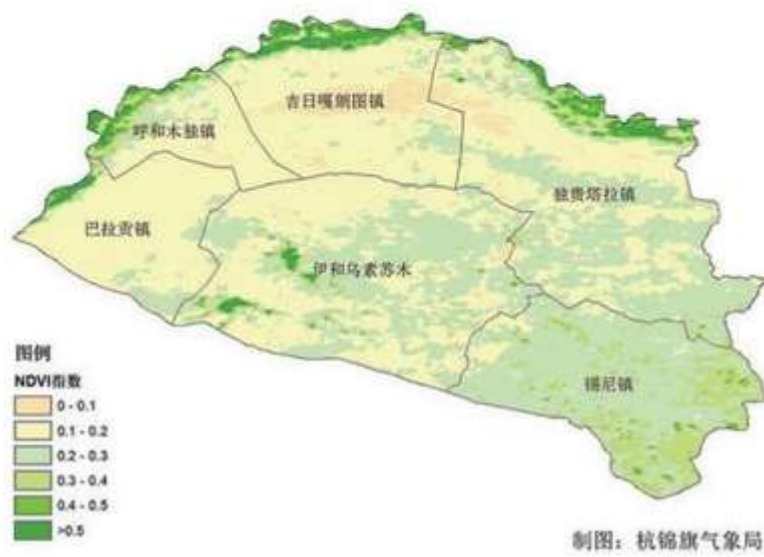 吉日嘎朗图镇
呼和木独镇
独贵塔拉镇
巴拉贡镇
伊和乌素苏木
锡尼镇
图例
NDVI指数
0 - 0.1
0.1 - 0.2
0.2 - 0.3
0.3 - 0.4
0.4 - 0.5
>0.5
制图：杭锦旗气象局